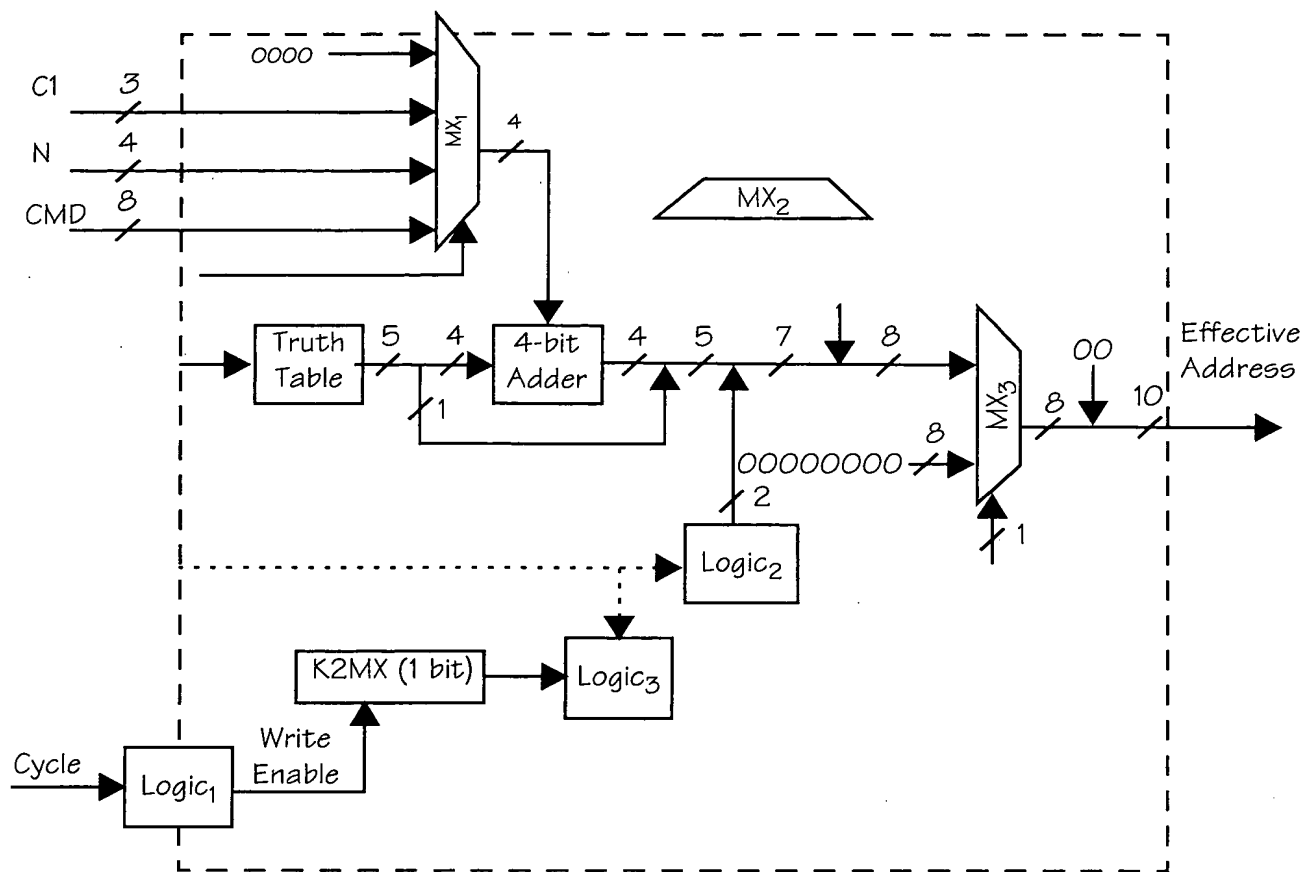 0000
C1
3
N
4
CMD
8
MX1
4
MX2
Truth
Table
5
4
1
4-bit
Adder
4
5
7
1
8
MX3
8
00
10
Effective
Address
00000000
8
1
2
Logic2
K2MX (1 bit)
Logic3
Cycle
Logic1
Write
Enable